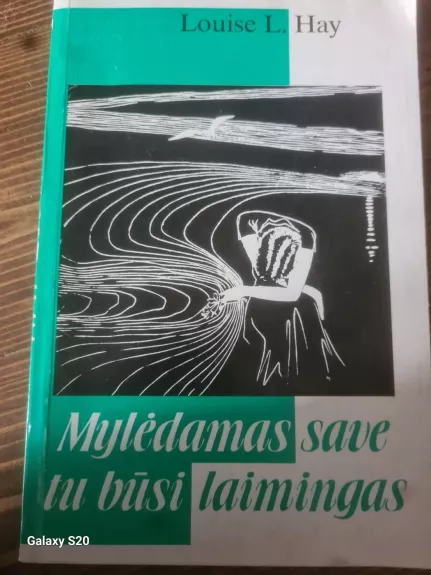 Louise L. Hay
Mylėdamas save
tu būsi laimingas
Galaxy S20